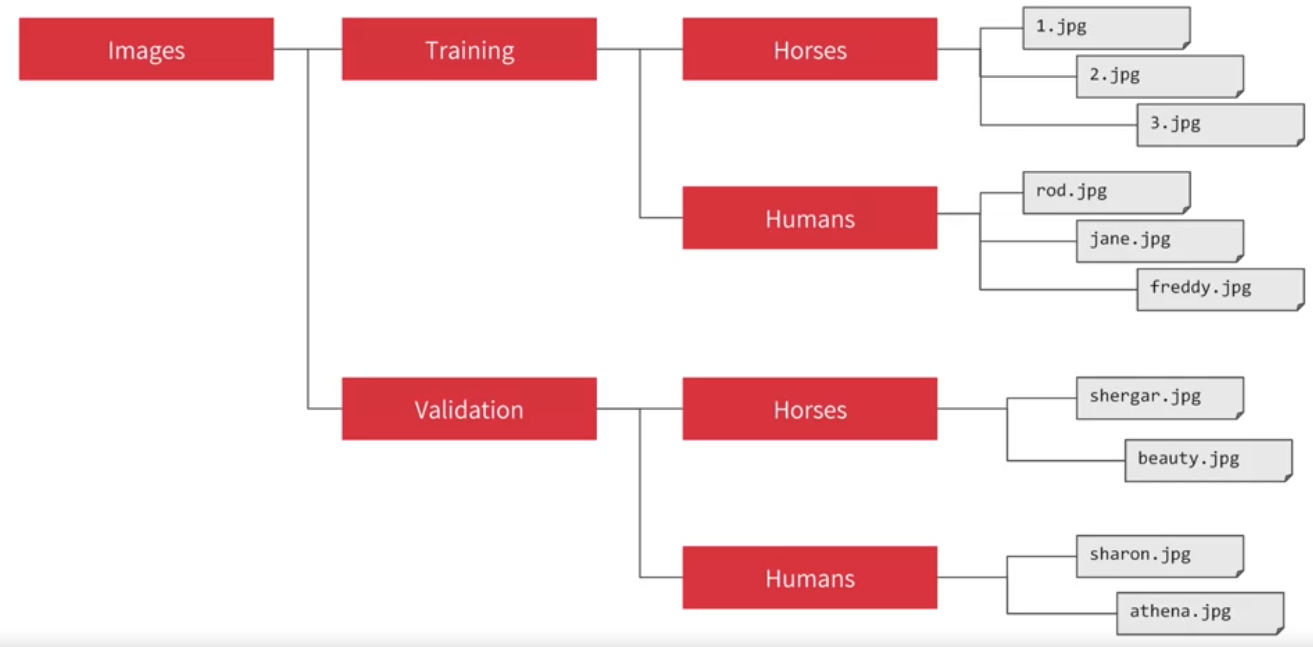 Images
Training
Horses
1.jpg
2.jpg
3.jpg
Humans
rod.jpg
jane.jpg
freddy.jpg
Validation
Horses
shergar.jpg
beauty.jpg
Humans
sharon.jpg
athena.jpg